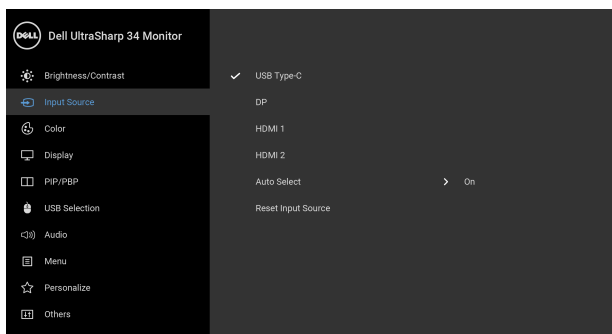 DELL Dell UltraSharp 34 Monitor
Brightness/Contrast
Input Source
Color
Display
PIP/PBP
USB Selection
Audio
Menu
Personalize
Others
USB Type-C
DP
HDMI 1
HDMI 2
Auto Select On
Reset Input Source